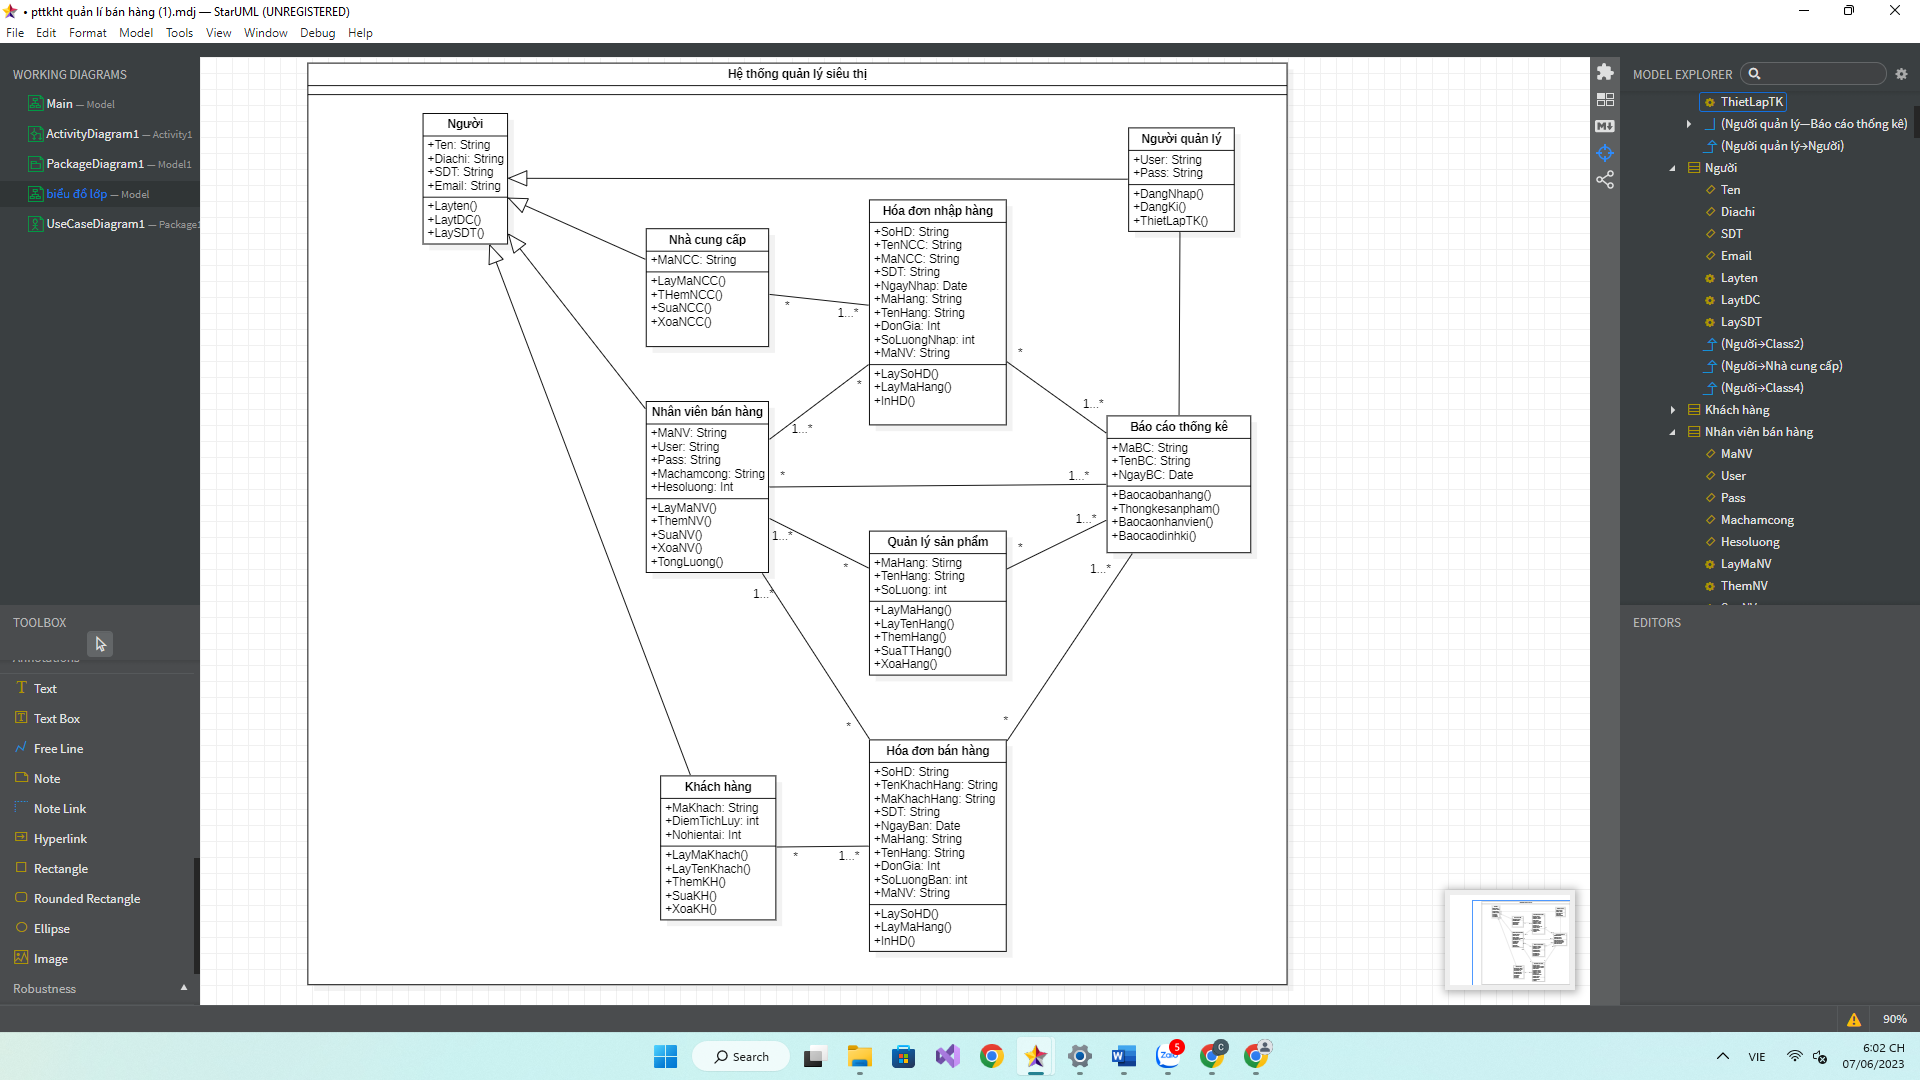 • pttkht quản lí bán hàng (1).mdj — StarUML (UNREGISTERED)
File Edit Format Model Tools View Window Debug Help
WORKING DIAGRAMS
Main — Model
ActivityDiagram1 — Activity1
PackageDiagram1 — Model1
biểu đồ lớp — Model
UseCaseDiagram1 — Package1
TOOLBOX
Annotations
Text
Text Box
Free Line
Note
Note Link
Hyperlink
Rectangle
Rounded Rectangle
Ellipse
Image
Robustness
Hệ thống quản lý siêu thị
Người
+Ten: String
+Diachi: String
+SDT: String
+Email: String
+Layten()
+LaytDC()
+LaySDT()
Người quản lý
+User: String
+Pass: String
+DangNhap()
+DangKi()
+ThietLapTK()
Nhà cung cấp
+MaNCC: String
+LayMaNCC()
+THemNCC()
+SuaNCC()
+XoaNCC()
*
1...*
Hóa đơn nhập hàng
+SoHD: String
+TenNCC: String
+MaNCC: String
+SDT: String
+NgayNhap: Date
+MaHang: String
+TenHang: String
+DonGia: Int
+SoLuongNhap: int
+MaNV: String
+LaySoHD()
+LayMaHang()
+InHD()
*
1...*
*
1...*
Nhân viên bán hàng
+MaNV: String
+User: String
+Pass: String
+Machamcong: String
+Hesoluong: Int
+LayMaNV()
+ThemNV()
+SuaNV()
+XoaNV()
+TongLuong()
*
1...*
Báo cáo thống kê
+MaBC: String
+TenBC: String
+NgayBC: Date
+Baocaobanhang()
+Thongkesanpham()
+Baocaonhanvien()
+Baocaodinhki()
1...*
*
1...*
*
1...*
*
1...*
*
Quản lý sản phẩm
+MaHang: Stirng
+TenHang: String
+SoLuong: int
+LayMaHang()
+LayTenHang()
+ThemHang()
+SuaTTHang()
+XoaHang()
Khách hàng
+MaKhach: String
+DiemTichLuy: int
+Nohientai: Int
+LayMaKhach()
+LayTenKhach()
+ThemKH()
+SuaKH()
+XoaKH()
*
1...*
Hóa đơn bán hàng
+SoHD: String
+TenKhachHang: String
+MaKhachHang: String
+SDT: String
+NgayBan: Date
+MaHang: String
+TenHang: String
+DonGia: Int
+SoLuongBan: int
+MaNV: String
+LaySoHD()
+LayMaHang()
+InHD()
MODEL EXPLORER
ThietLapTK
(Người quản lý—Báo cáo thống kê)
(Người quản lý→Người)
Người
Ten
Diachi
SDT
Email
Layten
LaytDC
LaySDT
(Người→Class2)
(Người→Nhà cung cấp)
(Người→Class4)
Khách hàng
Nhân viên bán hàng
MaNV
User
Pass
Machamcong
Hesoluong
LayMaNV
ThemNV
EDITORS
90%
Search
Zalo
5
C
VIE
6:02 CH
07/06/2023